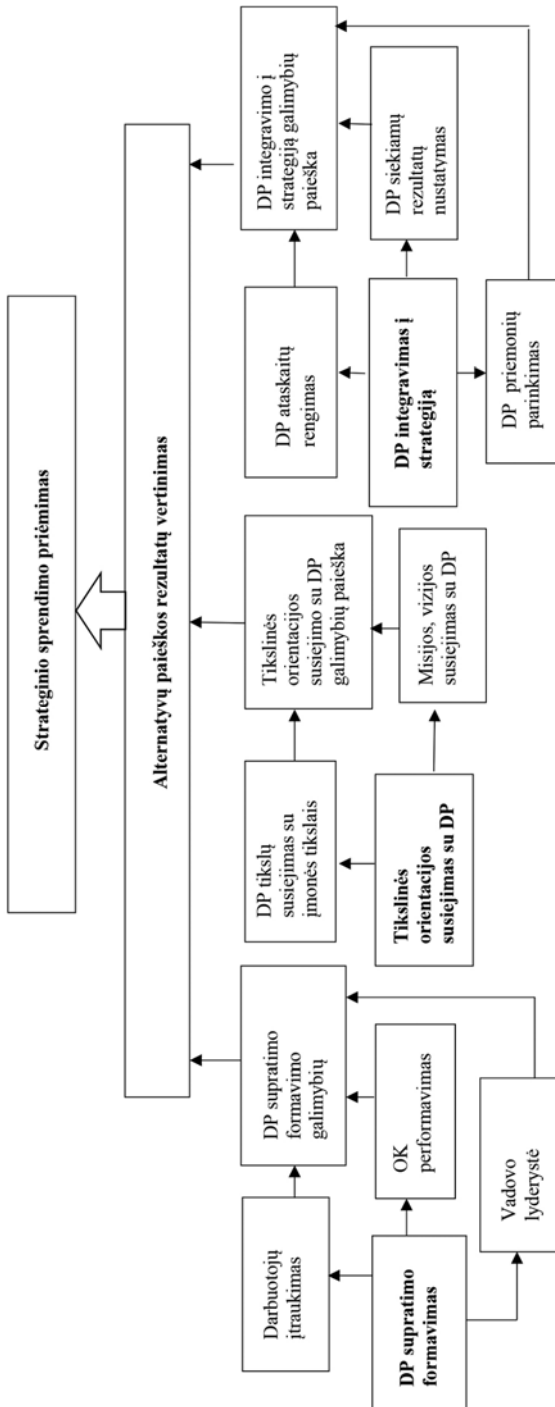 Strateginio sprendimo priėmimas
Alternatyvų paieškos rezultatų vertinimas
DP supratimo
formavimo
galimybių
Darbuotojų
įtraukimas
OK
performavimas
DP supratimo
formavimas
Vadovo
lyderystė
Tikslinės
orientacijos
susiejimo su DP
galimybių paieška
DP tikslų
susiejimas su
įmonės tikslais
Misijos, vizijos
susiejimas su DP
Tikslinės
orientacijos
susiejimas su DP
DP integravimo į
strategiją galimybių
paieška
DP ataskaitų
rengimas
DP siekiamų
rezultatų
nustatymas
DP integravimas į
strategiją
DP priemonių
parinkimas